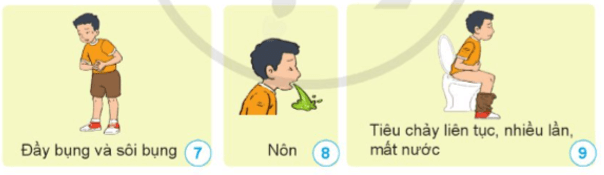 Đầy bụng và sôi bụng 7
Nôn 8
Tiêu chảy liên tục, nhiều lần,
mất nước 9